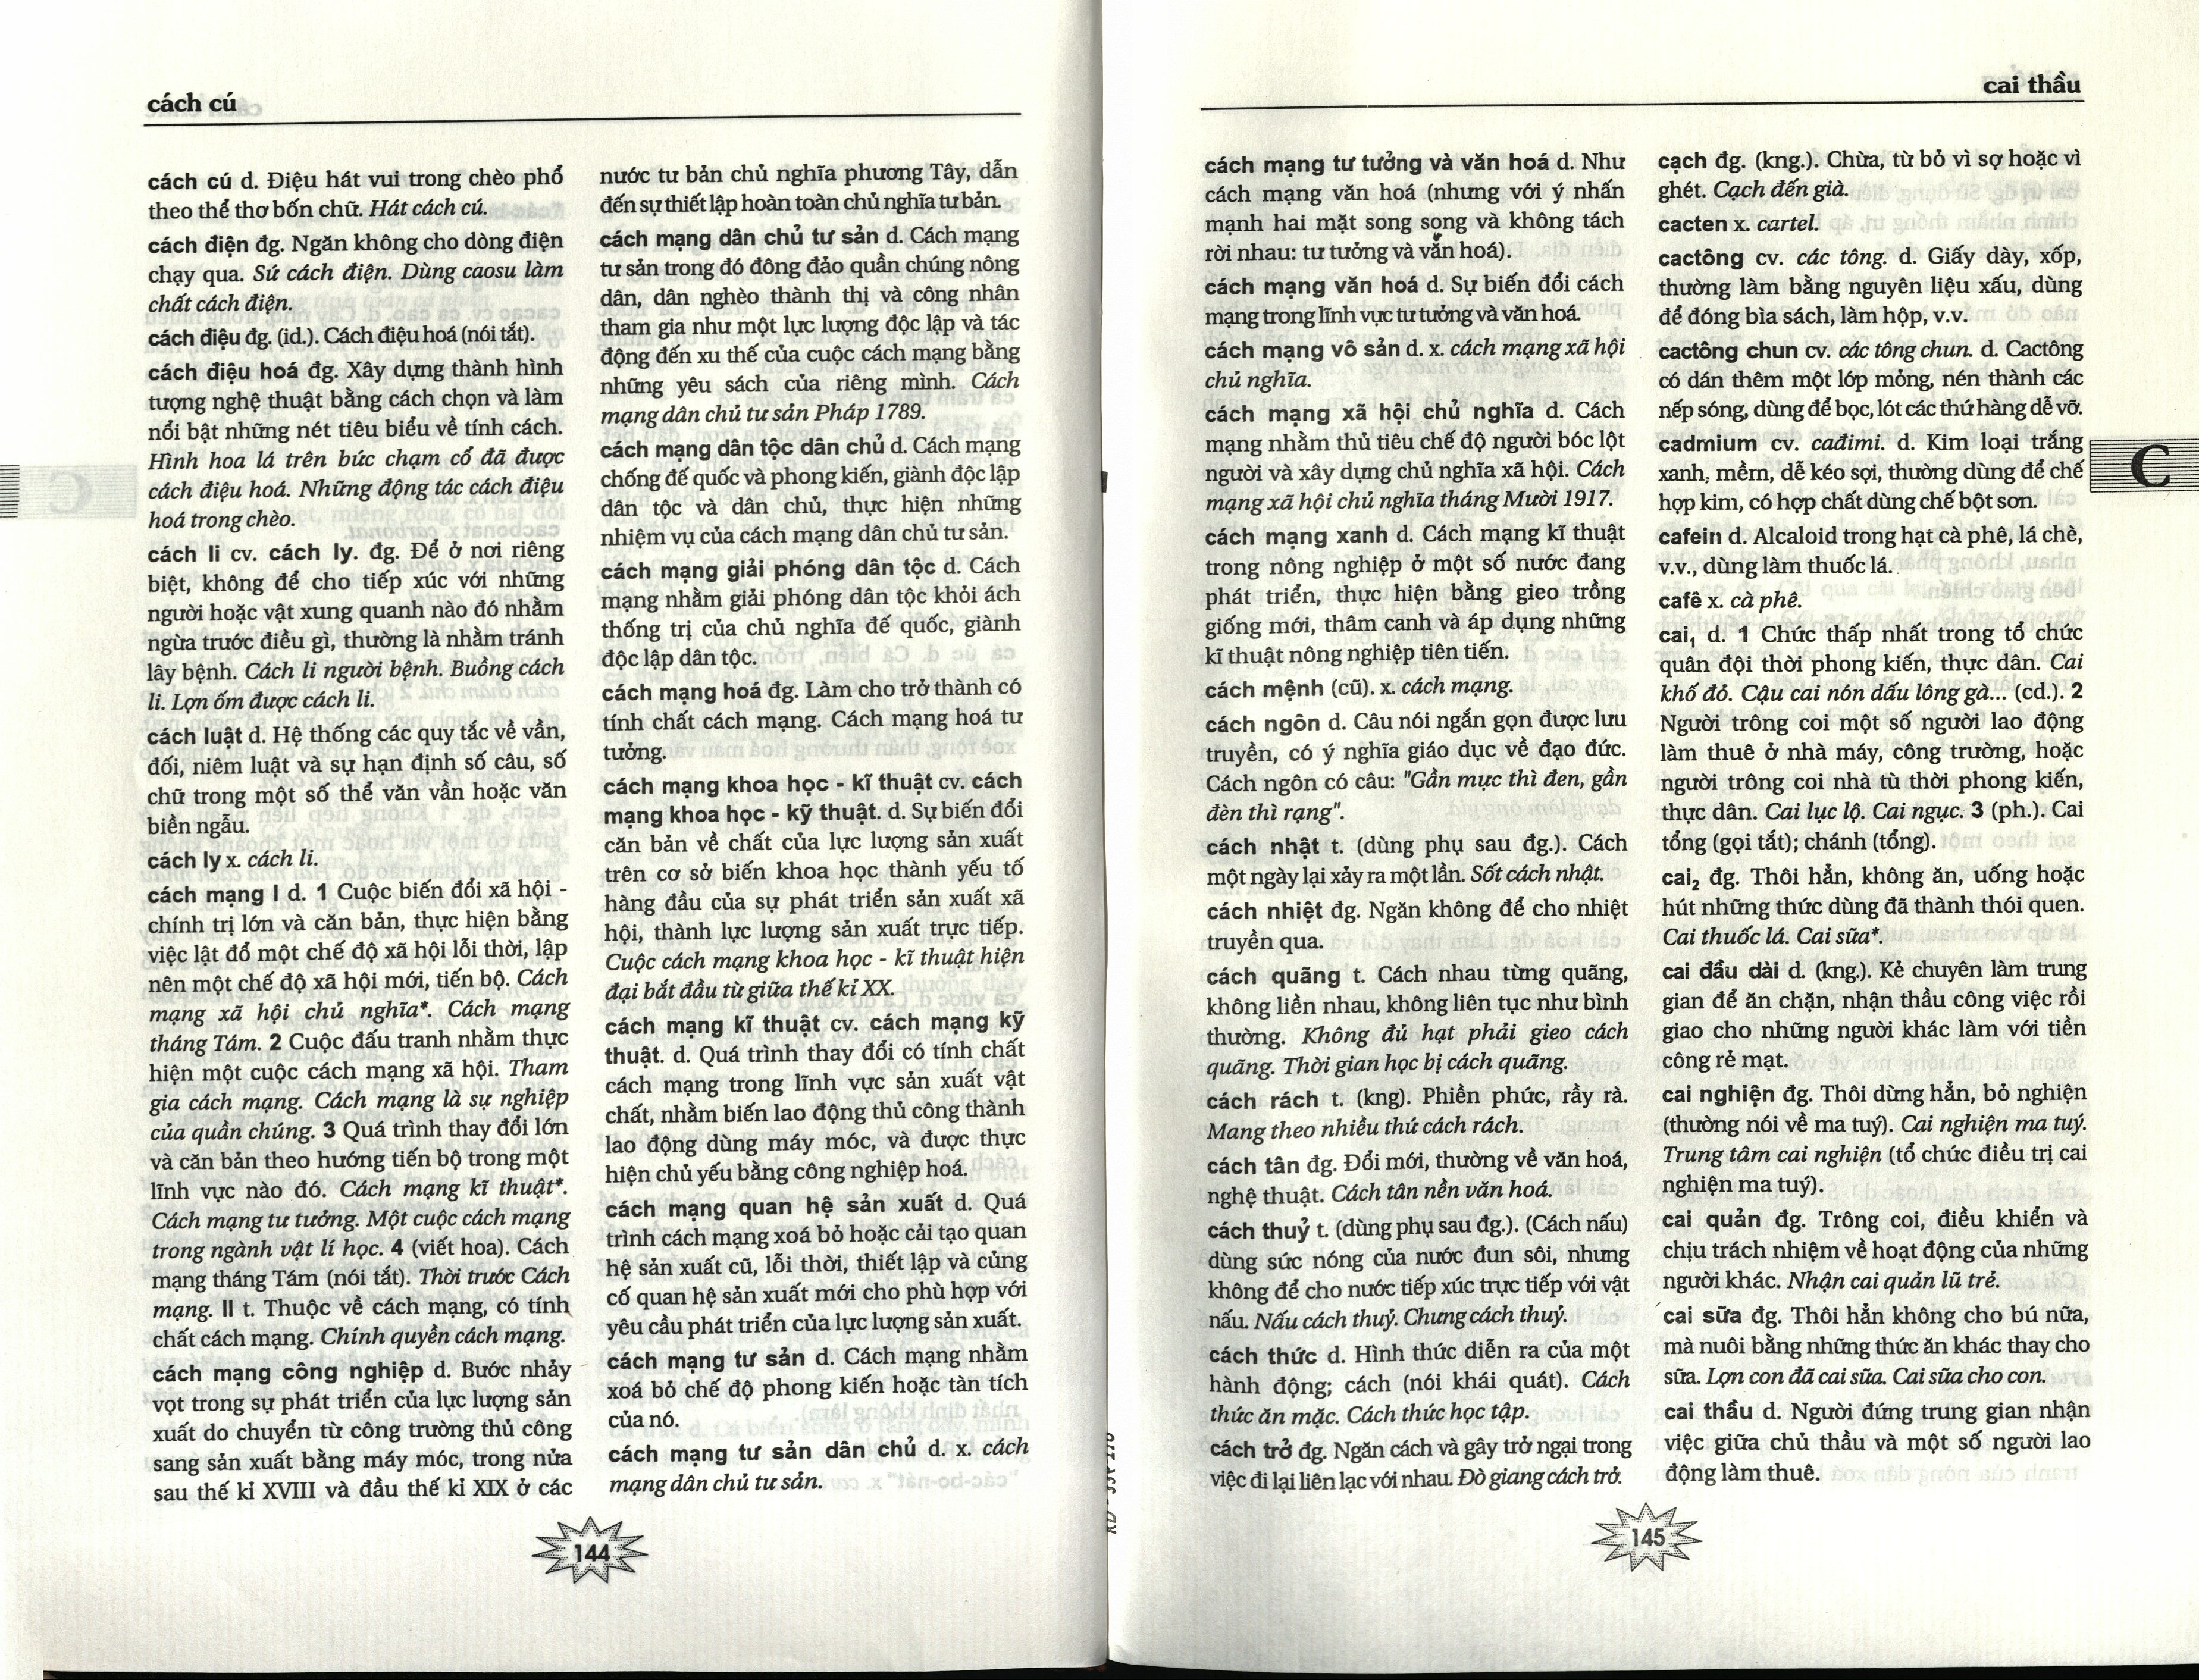 cách cú
cách cú d. Điệu hát vui trong chèo phổ
theo thể thơ bốn chữ. Hát cách cú.
cách điện đg. Ngăn không cho dòng điện
chạy qua. Sứ cách điện. Dùng caosu làm
chất cách điện.
cách điệu đg. (id.). Cách điệu hoá (nói tắt).
cách điệu hoá đg. Xây dựng thành hình
tượng nghệ thuật bằng cách chọn và làm
nổi bật những nét tiêu biểu về tính cách.
Hình hoa lá trên bức chạm cổ đã được
cách điệu hoá. Những động tác cách điệu
hoá trong chèo.
cách li cv. cách ly. đg. Để ở nơi riêng
biệt, không để cho tiếp xúc với những
người hoặc vật xung quanh nào đó nhằm
ngừa trước điều gì, thường là nhằm tránh
lây bệnh. Cách li người bệnh. Buồng cách
li. Lợn ốm được cách li.
cách luật d. Hệ thống các quy tắc về vần,
đối, niêm luật và sự hạn định số câu, số
chữ trong một số thể văn vần hoặc văn
biền ngẫu.
cách ly x. cách li.
cách mạng I d. 1 Cuộc biến đổi xã hội -
chính trị lớn và căn bản, thực hiện bằng
việc lật đổ một chế độ xã hội lỗi thời, lập
nên một chế độ xã hội mới, tiến bộ. Cách
mạng xã hội chủ nghĩa*. Cách mạng
tháng Tám. 2 Cuộc đấu tranh nhằm thực
hiện một cuộc cách mạng xã hội. Tham
gia cách mạng. Cách mạng là sự nghiệp
của quần chúng. 3 Quá trình thay đổi lớn
và căn bản theo hướng tiến bộ trong một
lĩnh vực nào đó. Cách mạng kĩ thuật*.
Cách mạng tư tưởng. Một cuộc cách mạng
trong ngành vật lí học. 4 (viết hoa). Cách
mạng tháng Tám (nói tắt). Thời trước Cách
mạng. II t. Thuộc về cách mạng, có tính
chất cách mạng. Chính quyền cách mạng.
cách mạng công nghiệp d. Bước nhảy
vọt trong sự phát triển của lực lượng sản
xuất do chuyển từ công trường thủ công
sang sản xuất bằng máy móc, trong nửa
sau thế kỉ XVIII và đầu thế kỉ XIX ở các
nước tư bản chủ nghĩa phương Tây, dẫn
đến sự thiết lập hoàn toàn chủ nghĩa tư bản.
cách mạng dân chủ tư sản d. Cách mạng
tư sản trong đó đông đảo quần chúng nông
dân, dân nghèo thành thị và công nhân
tham gia như một lực lượng độc lập và tác
động đến xu thế của cuộc cách mạng bằng
những yêu sách của riêng mình. Cách
mạng dân chủ tư sản Pháp 1789.
cách mạng dân tộc dân chủ d. Cách mạng
chống đế quốc và phong kiến, giành độc lập
dân tộc và dân chủ, thực hiện những
nhiệm vụ của cách mạng dân chủ tư sản.
cách mạng giải phóng dân tộc d. Cách
mạng nhằm giải phóng dân tộc khỏi ách
thống trị của chủ nghĩa đế quốc, giành
độc lập dân tộc.
cách mạng hoá đg. Làm cho trở thành có
tính chất cách mạng. Cách mạng hoá tư
tưởng.
cách mạng khoa học - kĩ thuật cv. cách
mạng khoa học - kỹ thuật. d. Sự biến đổi
căn bản về chất của lực lượng sản xuất
trên cơ sở biến khoa học thành yếu tố
hàng đầu của sự phát triển sản xuất xã
hội, thành lực lượng sản xuất trực tiếp.
Cuộc cách mạng khoa học - kĩ thuật hiện
đại bắt đầu từ giữa thế kỉ XX.
cách mạng kĩ thuật cv. cách mạng kỹ
thuật. d. Quá trình thay đổi có tính chất
cách mạng trong lĩnh vực sản xuất vật
chất, nhằm biến lao động thủ công thành
lao động dùng máy móc, và được thực
hiện chủ yếu bằng công nghiệp hoá.
cách mạng quan hệ sản xuất d. Quá
trình cách mạng xoá bỏ hoặc cải tạo quan
hệ sản xuất cũ, lỗi thời, thiết lập và củng
cố quan hệ sản xuất mới cho phù hợp với
yêu cầu phát triển của lực lượng sản xuất.
cách mạng tư sản d. Cách mạng nhằm
xoá bỏ chế độ phong kiến hoặc tàn tích
của nó.
cách mạng tư sản dân chủ d. x. cách
mạng dân chủ tư sản.
144
cai thầu
cách mạng tư tưởng và văn hoá d. Như
cách mạng văn hoá (nhưng với ý nhấn
mạnh hai mặt song song và không tách
rời nhau: tư tưởng và văn hoá).
cách mạng văn hoá d. Sự biến đổi cách
mạng trong lĩnh vực tư tưởng và văn hoá.
cách mạng vô sản d. x. cách mạng xã hội
chủ nghĩa.
cách mạng xã hội chủ nghĩa d. Cách
mạng nhằm thủ tiêu chế độ người bóc lột
người và xây dựng chủ nghĩa xã hội. Cách
mạng xã hội chủ nghĩa tháng Mười 1917.
cách mạng xanh d. Cách mạng kĩ thuật
trong nông nghiệp ở một số nước đang
phát triển, thực hiện bằng gieo trồng
giống mới, thâm canh và áp dụng những
kĩ thuật nông nghiệp tiên tiến.
cách mệnh (cũ). x. cách mạng.
cách ngôn d. Câu nói ngắn gọn được lưu
truyền, có ý nghĩa giáo dục về đạo đức.
Cách ngôn có câu: "Gần mực thì đen, gần
đèn thì rạng".
cách nhật t. (dùng phụ sau đg.). Cách
một ngày lại xảy ra một lần. Sốt cách nhật.
cách nhiệt đg. Ngăn không để cho nhiệt
truyền qua.
cách quãng t. Cách nhau từng quãng,
không liền nhau, không liên tục như bình
thường. Không đủ hạt phải gieo cách
quãng. Thời gian học bị cách quãng.
cách rách t. (kng). Phiền phức, rầy rà.
Mang theo nhiều thứ cách rách.
cách tân đg. Đổi mới, thường về văn hoá,
nghệ thuật. Cách tân nền văn hoá.
cách thuỷ t. (dùng phụ sau đg.). (Cách nấu)
dùng sức nóng của nước đun sôi, nhưng
không để cho nước tiếp xúc trực tiếp với vật
nấu. Nấu cách thuỷ. Chưng cách thuỷ.
cách thức d. Hình thức diễn ra của một
hành động; cách (nói khái quát). Cách
thức ăn mặc. Cách thức học tập.
cách trở đg. Ngăn cách và gây trở ngại trong
việc đi lại liên lạc với nhau. Đò giang cách trở.
cạch đg. (kng.). Chừa, từ bỏ vì sợ hoặc vì
ghét. Cạch đến già.
cacten x. cartel.
cactông cv. các tông. d. Giấy dày, xốp,
thường làm bằng nguyên liệu xấu, dùng
để đóng bìa sách, làm hộp, v.v.
cactông chun cv. các tông chun. d. Cactông
có dán thêm một lớp mỏng, nén thành các
nếp sóng, dùng để bọc, lót các thứ hàng dễ vỡ.
cadmium cv. cađimi. d. Kim loại trắng
xanh, mềm, dễ kéo sợi, thường dùng để chế
hợp kim, có hợp chất dùng chế bột sơn.
cafein d. Alcaloid trong hạt cà phê, lá chè,
v.v., dùng làm thuốc lá.
cafê x. cà phê.
cai₁ d. 1 Chức thấp nhất trong tổ chức
quân đội thời phong kiến, thực dân. Cai
khố đỏ. Cậu cai nón dấu lông gà... (cd.). 2
Người trông coi một số người lao động
làm thuê ở nhà máy, công trường, hoặc
người trông coi nhà tù thời phong kiến,
thực dân. Cai lục lộ. Cai ngục. 3 (ph.). Cai
tổng (gọi tắt); chánh (tổng).
cai₂ đg. Thôi hẳn, không ăn, uống hoặc
hút những thức dùng đã thành thói quen.
Cai thuốc lá. Cai sữa*.
cai đầu dài d. (kng.). Kẻ chuyên làm trung
gian để ăn chặn, nhận thầu công việc rồi
giao cho những người khác làm với tiền
công rẻ mạt.
cai nghiện đg. Thôi dừng hẳn, bỏ nghiện
(thường nói về ma tuý). Cai nghiện ma tuý.
Trung tâm cai nghiện (tổ chức điều trị cai
nghiện ma tuý).
cai quản đg. Trông coi, điều khiển và
chịu trách nhiệm về hoạt động của những
người khác. Nhận cai quản lũ trẻ.
cai sữa đg. Thôi hẳn không cho bú nữa,
mà nuôi bằng những thức ăn khác thay cho
sữa. Lợn con đã cai sữa. Cai sữa cho con.
cai thầu d. Người đứng trung gian nhận
việc giữa chủ thầu và một số người lao
động làm thuê.
C
145